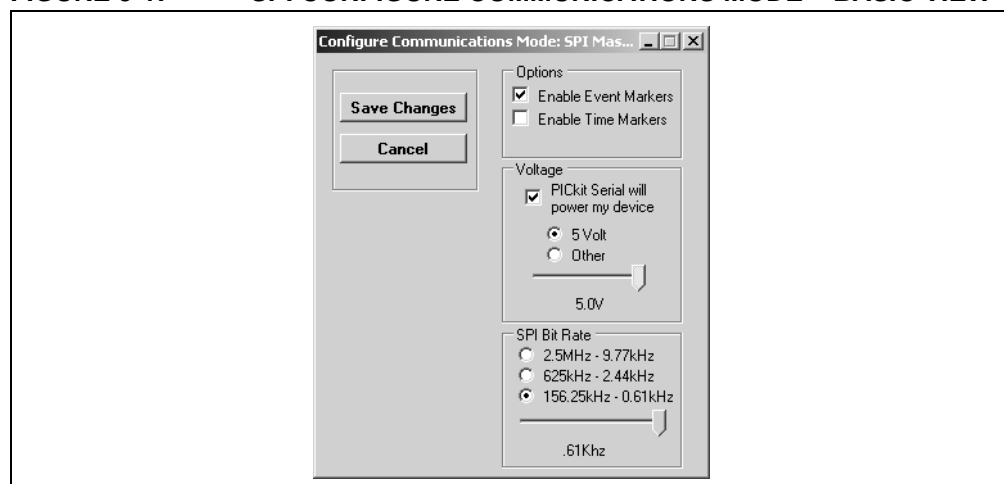 Configure Communications Mode: SPI Mas...
Save Changes
Cancel
Options
Enable Event Markers
Enable Time Markers
Voltage
PICkit Serial will
power my device
5 Volt
Other
5.0V
SPI Bit Rate
2.5MHz - 9.77kHz
625kHz - 2.44kHz
156.25kHz - 0.61kHz
.61Khz